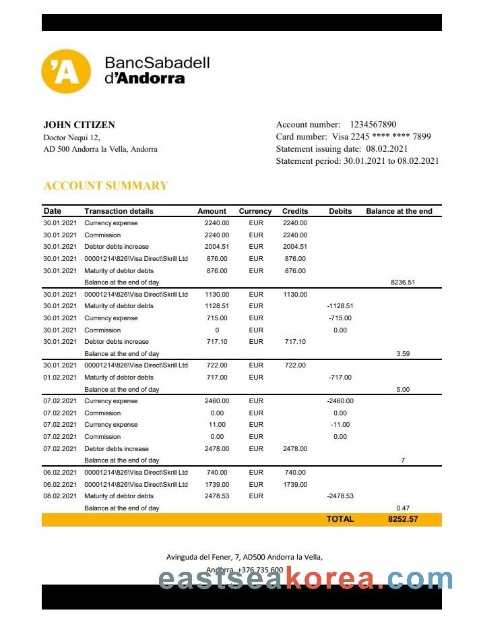 'A BancSabadell
d'Andorra
JOHN CITIZEN
Doctor Nequi 12,
AD 500 Andorra la Vella, Andorra
Account number: 1234567890
Card number: Visa 2245 **** **** 7899
Statement issuing date: 08.02.2021
Statement period: 30.01.2021 to 08.02.2021
ACCOUNT SUMMARY
Date Transaction details Amount Currency Credits Debits Balance at the end
30.01.2021 Currency expense 2240.00 EUR 2240.00
30.01.2021 Commission 2240.00 EUR 2240.00
30.01.2021 Debtor debts increase 2004.51 EUR 2004.51
30.01.2021 00001214\826\Visa Direct\Skrill Ltd 876.00 EUR 876.00
30.01.2021 Maturity of debtor debts 876.00 EUR 876.00
Balance at the end of day 8236.51
30.01.2021 00001214\826\Visa Direct\Skrill Ltd 1130.00 EUR 1130.00
30.01.2021 Maturity of debtor debts 1128.51 EUR -1128.51
30.01.2021 Currency expense 715.00 EUR -715.00
30.01.2021 Commission 0 EUR 0.00
30.01.2021 Debtor debts increase 717.10 EUR 717.10
Balance at the end of day 3.59
30.01.2021 00001214\826\Visa Direct\Skrill Ltd 722.00 EUR 722.00
01.02.2021 Maturity of debtor debts 717.00 EUR -717.00
Balance at the end of day 5.00
07.02.2021 Currency expense 2460.00 EUR -2460.00
07.02.2021 Commission 0.00 EUR 0.00
07.02.2021 Currency expense 11.00 EUR -11.00
07.02.2021 Commission 0.00 EUR 0.00
07.02.2021 Debtor debts increase 2478.00 EUR 2478.00
Balance at the end of day 7
06.02.2021 00001214\826\Visa Direct\Skrill Ltd 740.00 EUR 740.00
06.02.2021 00001214\826\Visa Direct\Skrill Ltd 1739.00 EUR 1739.00
08.02.2021 Maturity of debtor debts 2478.53 EUR -2478.53
Balance at the end of day 0.47
TOTAL 8252.57
Avinguda del Fener, 7, AD500 Andorra la Vella,
Andorra, +376 735 600
eastseakorea.com